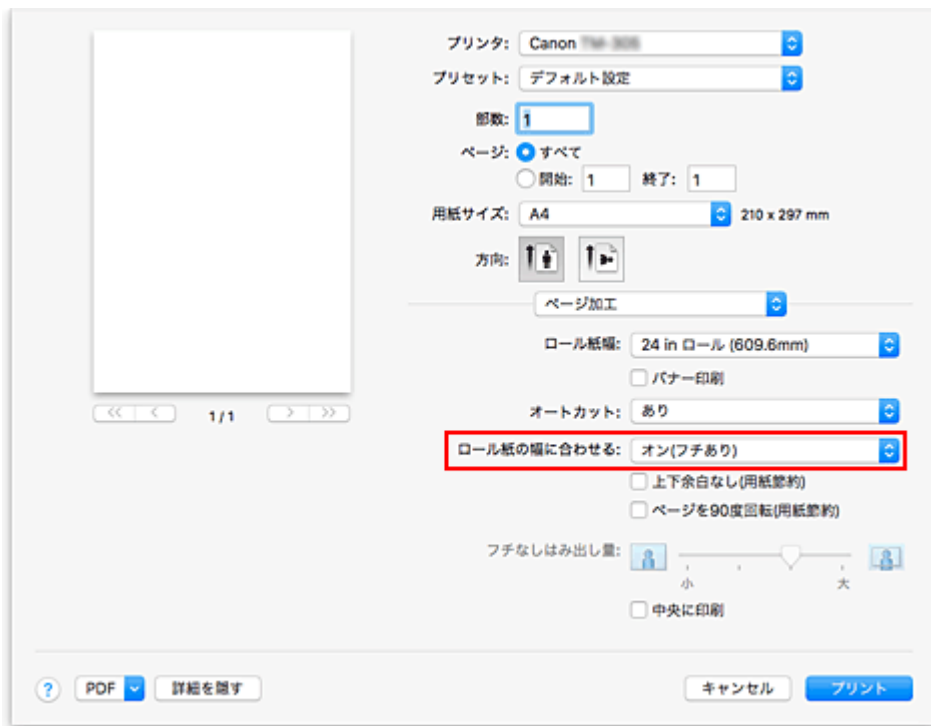 プリンタ: Canon
プリセット: デフォルト設定
部数: 1
ページ: すべて
開始: 1 終了: 1
用紙サイズ: A4 210 x 297 mm
方向:
ページ加工
ロール紙幅: 24 in ロール (609.6mm)
バナー印刷
<< < 1/1 > >>
オートカット: あり
ロール紙の幅に合わせる: オン(フチあり)
上下余白なし(用紙節約)
ページを90度回転(用紙節約)
フチなしはみ出し量:
小 大
中央に印刷
? PDF 詳細を隠す キャンセル プリント